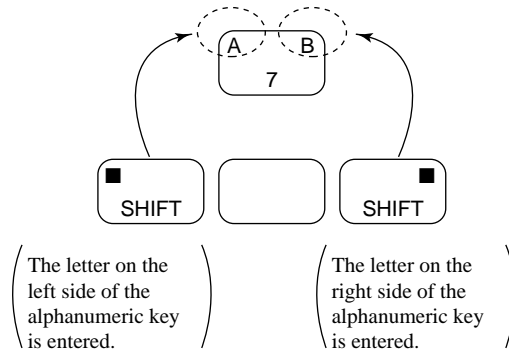 A B
7
SHIFT SHIFT
The letter on the
left side of the
alphanumeric key
is entered.
The letter on the
right side of the
alphanumeric key
is entered.